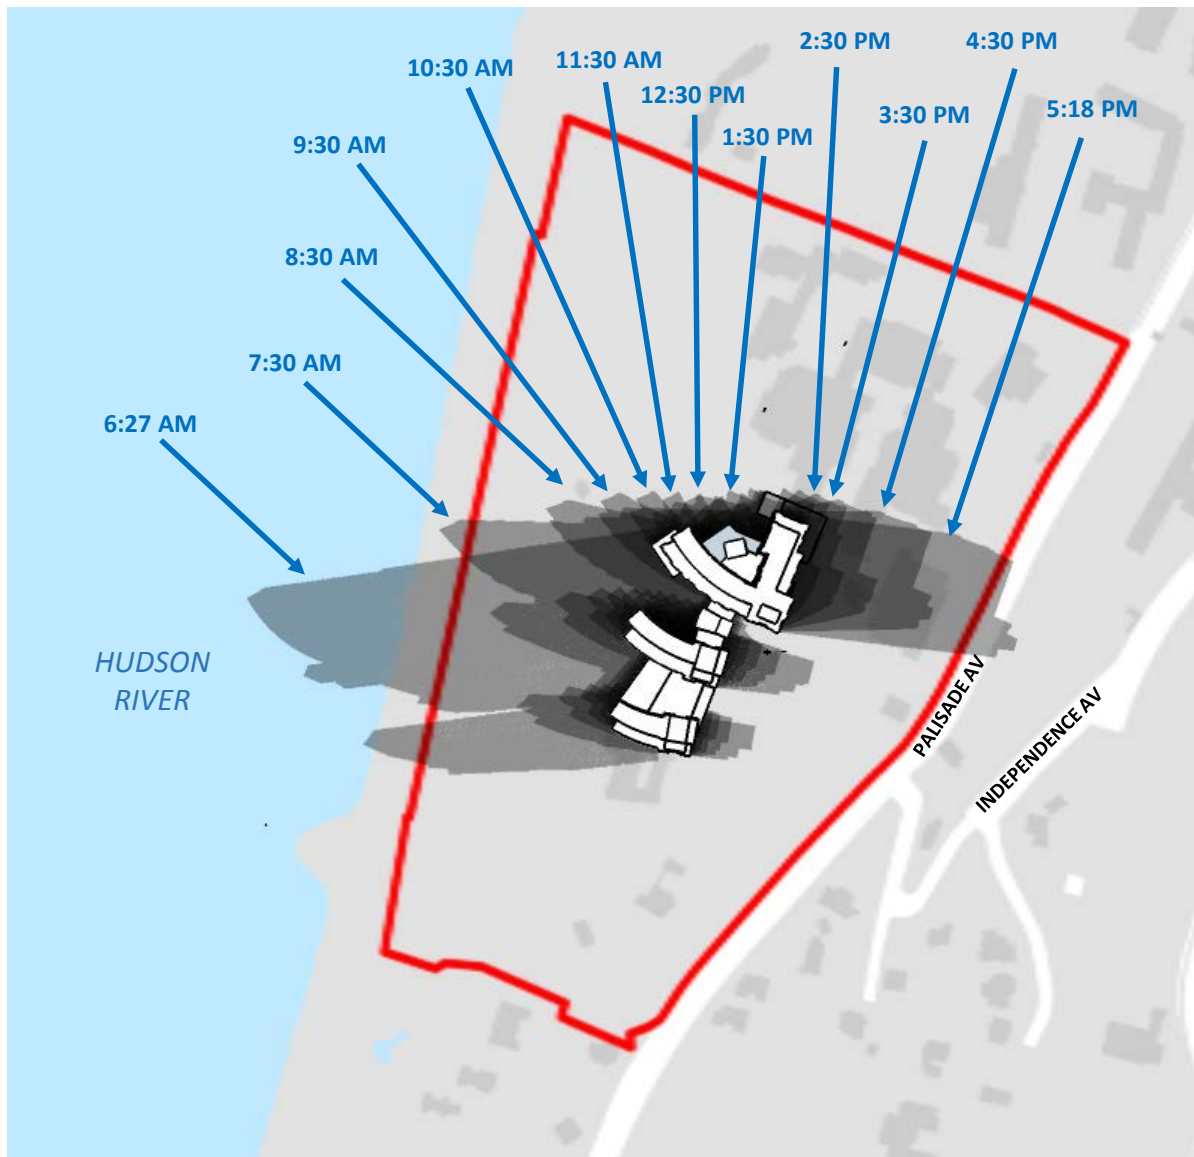 2:30 PM
4:30 PM
11:30 AM
10:30 AM
12:30 PM
3:30 PM
5:18 PM
1:30 PM
9:30 AM
8:30 AM
7:30 AM
6:27 AM
HUDSON
RIVER
PALISADE AV
INDEPENDENCE AV